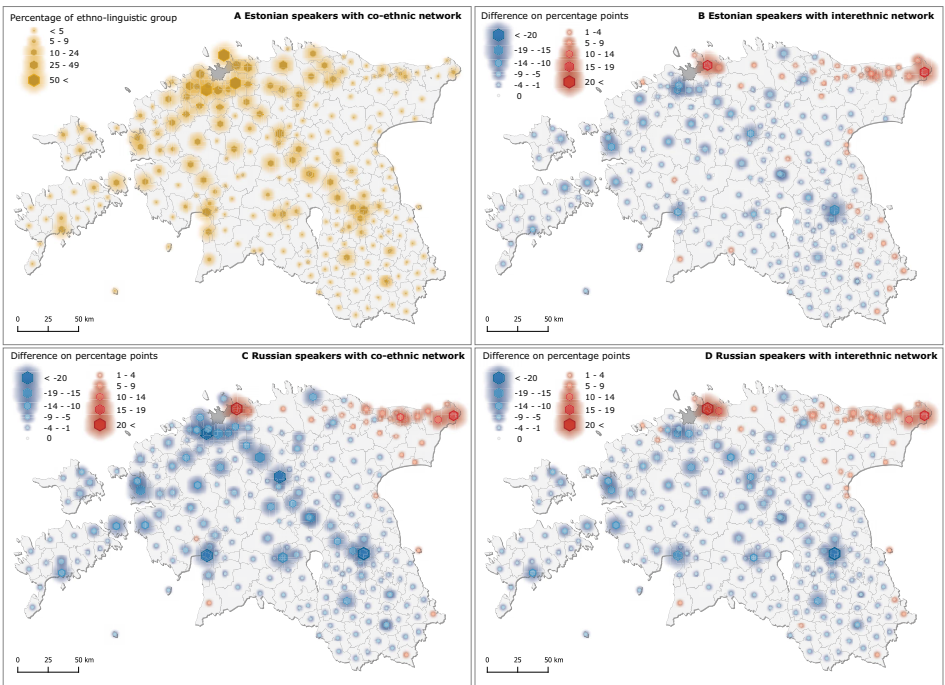 Percentage of ethno-linguistic group
A Estonian speakers with co-ethnic network
< 5
5 - 9
10 - 24
25 - 49
50 <
0 25 50 km
Difference on percentage points
B Estonian speakers with interethnic network
< -20
-19 - -15
-14 - -10
-9 - -5
-4 - -1
0
1 -4
5 - 9
10 - 14
15 - 19
20 <
0 25 50 km
Difference on percentage points
C Russian speakers with co-ethnic network
< -20
-19 - -15
-14 - -10
-9 - -5
-4 - -1
0
1 - 4
5 - 9
10 - 14
15 - 19
20 <
0 25 50 km
Difference on percentage points
D Russian speakers with interethnic network
< -20
-19 - -15
-14 - -10
-9 - -5
-4 - -1
0
1 - 4
5 - 9
10 - 14
15 - 19
20 <
0 25 50 km